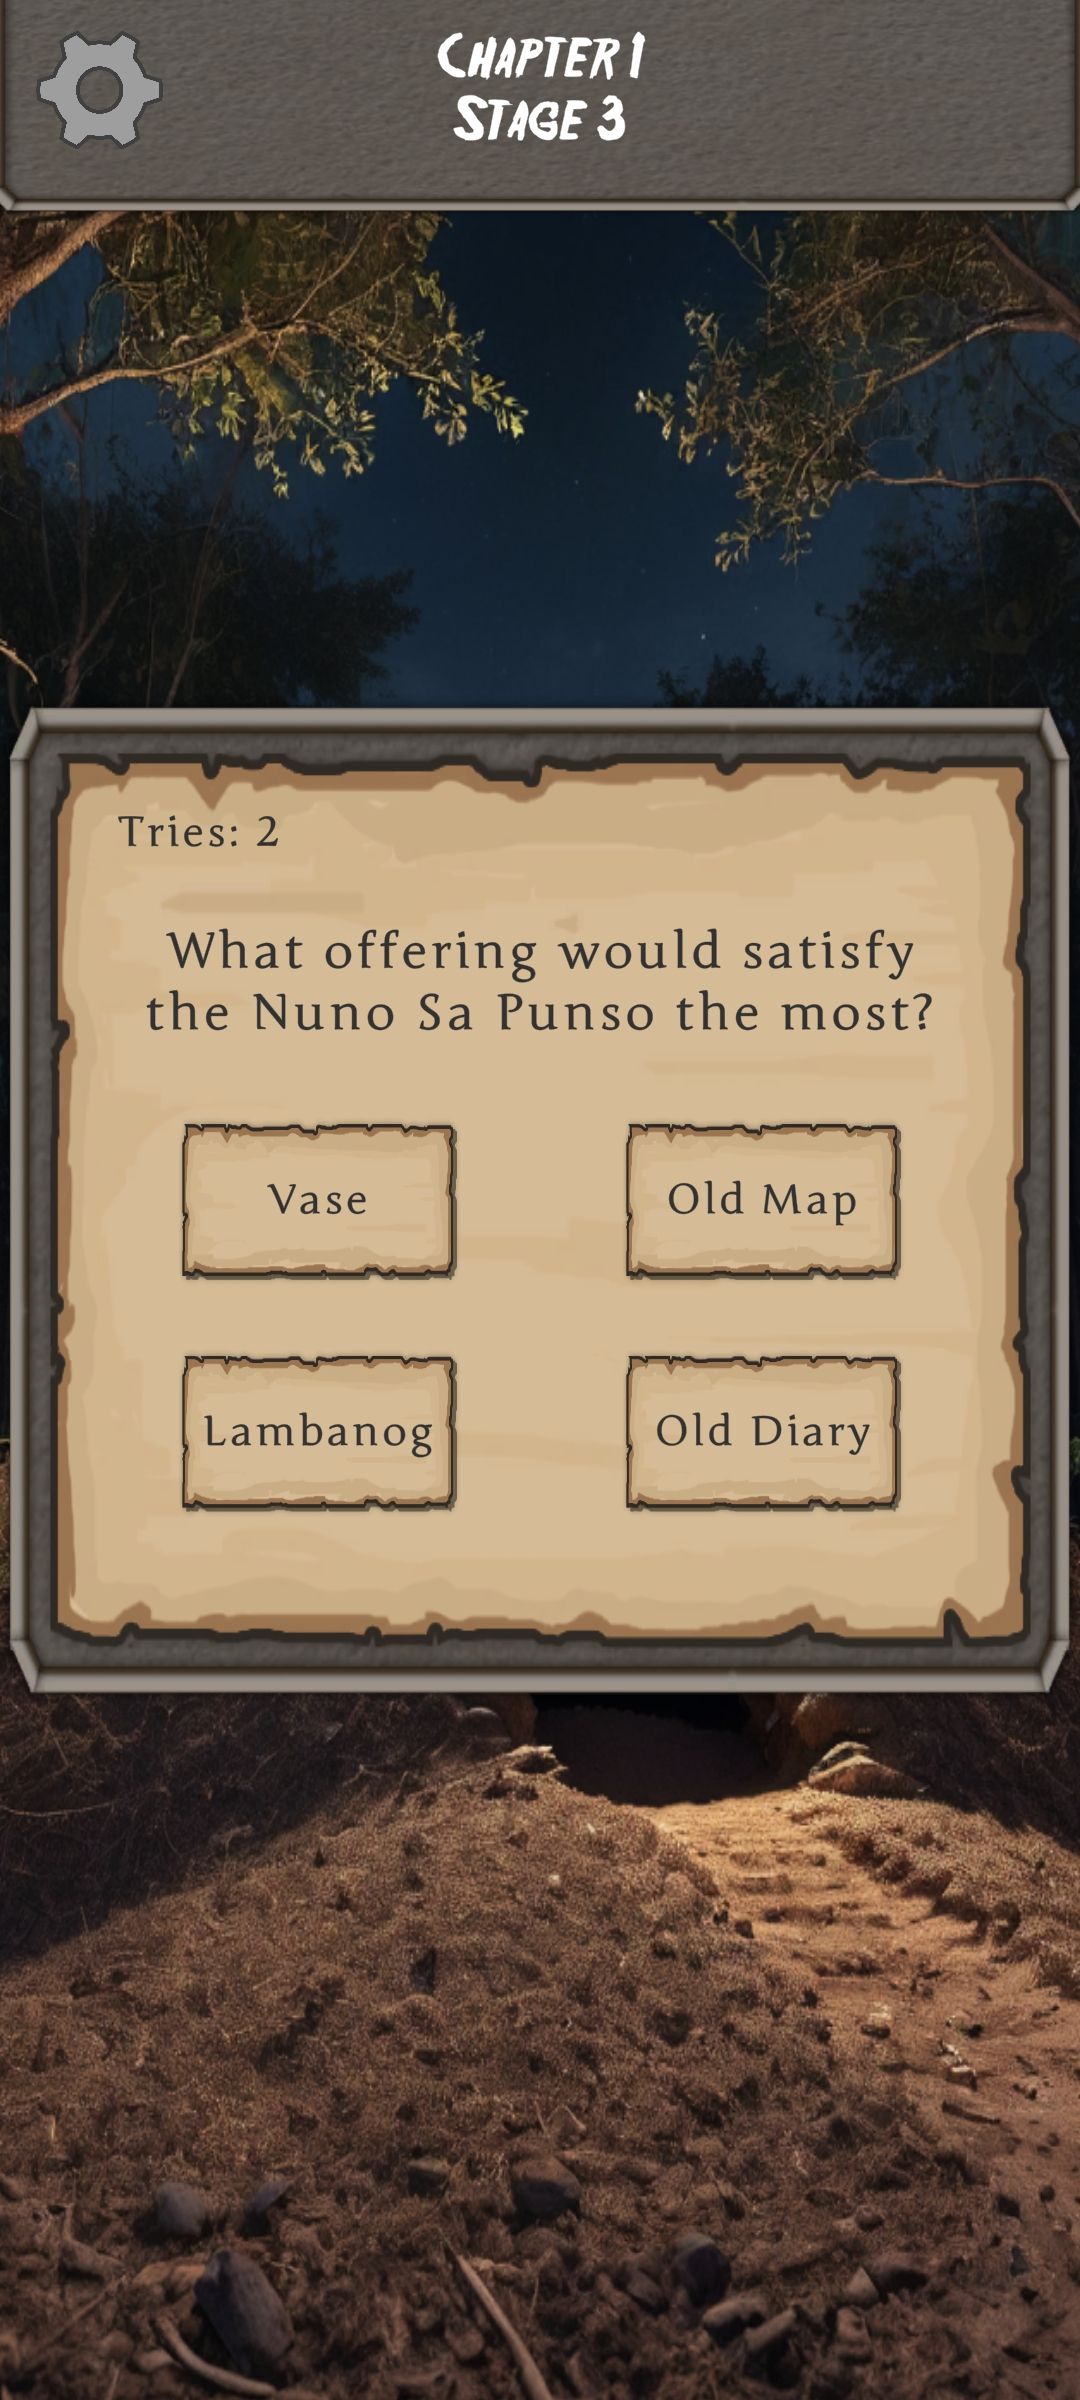 Chapter 1
Stage 3
Tries: 2
What offering would satisfy
the Nuno Sa Punso the most?
Vase
Old Map
Lambanog
Old Diary